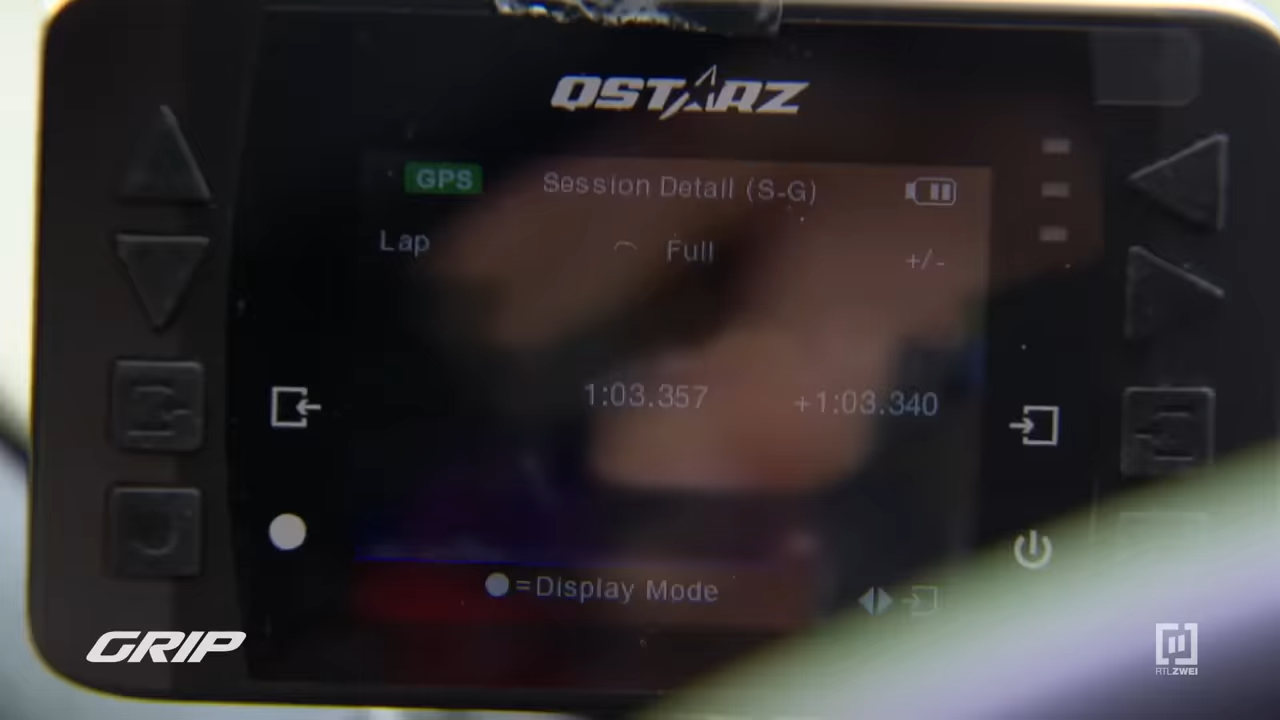 QSTARZ
GPS Session Detail (S-G)
Lap Full +/-
1:03.357 +1:03.340
=Display Mode
GRIP
RTLZWEI